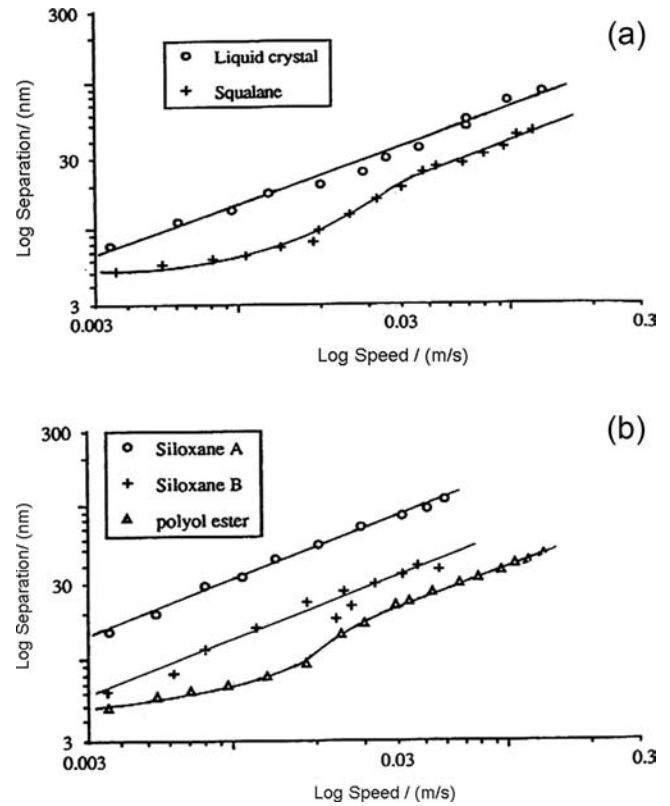 (a)
300
Liquid crystal
Squalane
30
3
0.003
0.03
0.3
Log Separation/ (nm)
Log Speed / (m/s)
(b)
300
Siloxane A
Siloxane B
polyol ester
30
3
0.003
0.03
0.3
Log Separation/ (nm)
Log Speed / (m/s)